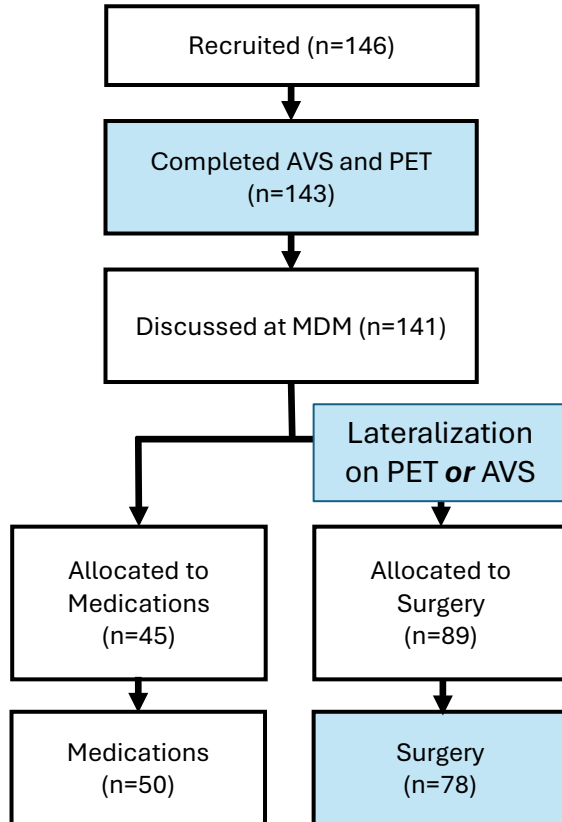 Recruited (n=146)
Completed AVS and PET
(n=143)
Discussed at MDM (n=141)
Lateralization
on PET or AVS
Allocated to
Medications
(n=45)
Allocated to
Surgery
(n=89)
Medications
(n=50)
Surgery
(n=78)